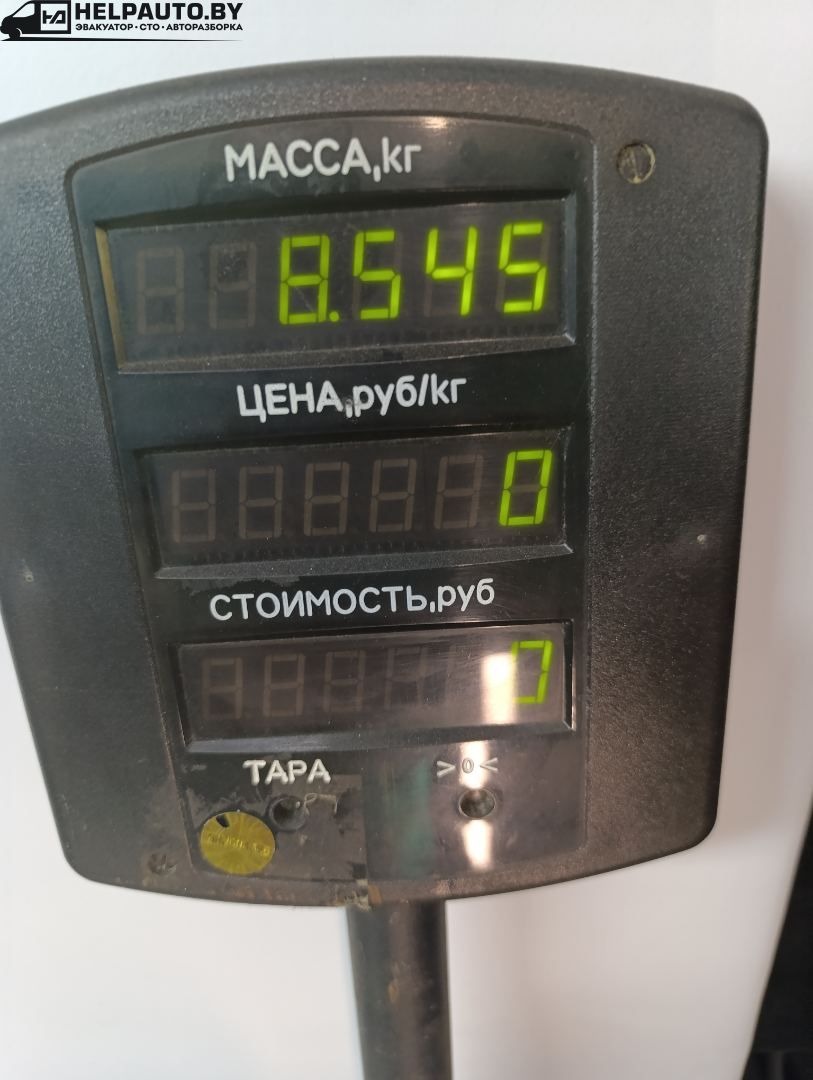 HELPAUTO.BY
ЭВАКУАТОР • СТО • АВТОРАЗБОРКА
МАССА,кг
8.545
ЦЕНА,руб/кг
0
СТОИМОСТЬ,руб
0
ТАРА >0<